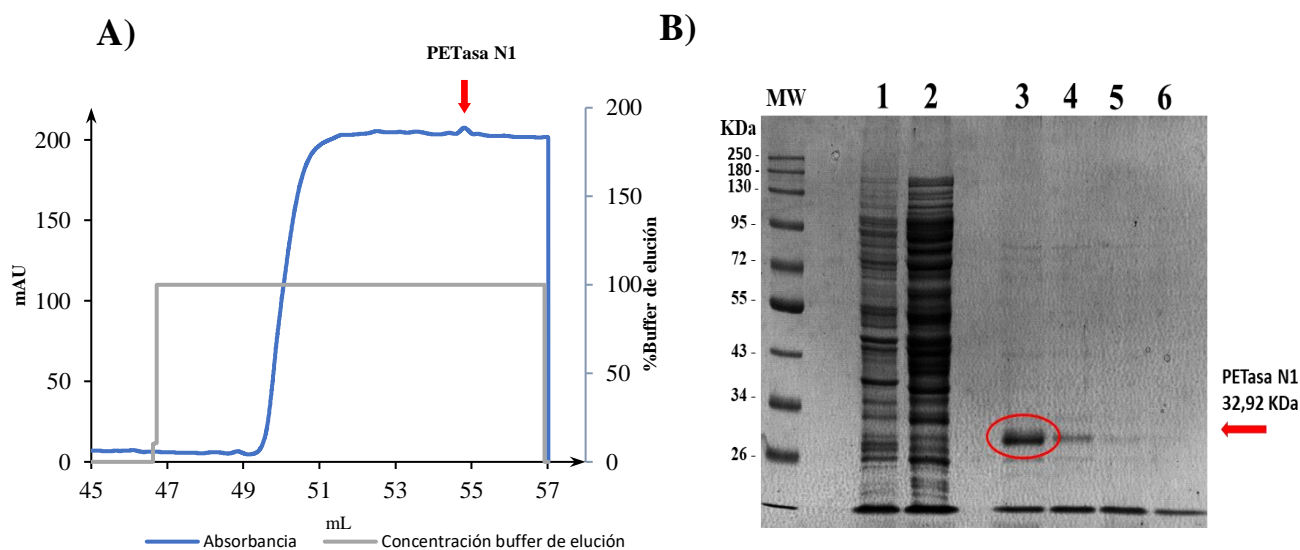 A)
PETasa N1
200
150
100
50
0
mAU
200
150
100
50
0
%Buffer de elución
45 47 49 51 53 55 57
mL
Absorbancia Concentración buffer de elución
B)
MW 1 2 3 4 5 6
KDa
250 -
180 -
130 -
95 -
72 -
55 -
43 -
34 -
26 -
PETasa N1
32,92 KDa